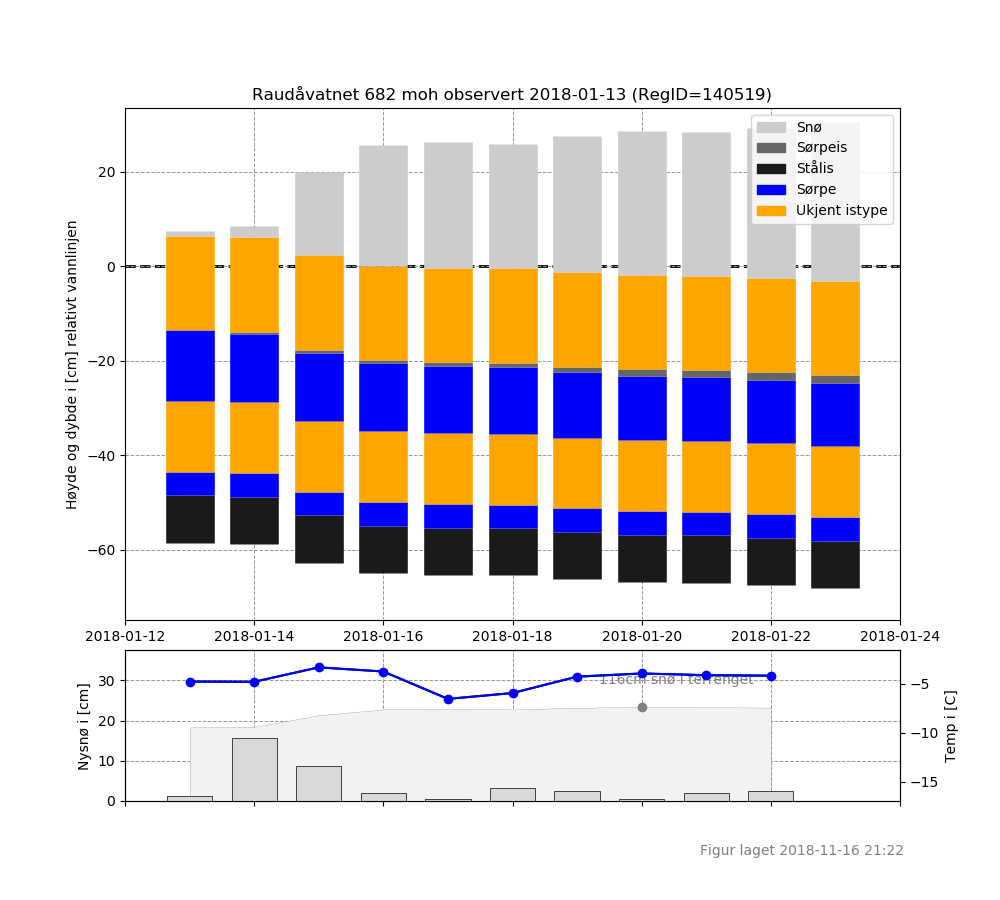 Raudåvatnet 682 moh observert 2018-01-13 (RegID=140519)
Høyde og dybde i [cm] relativt vannlinjen
20
0
−20
−40
−60
Snø
Sørpeis
Stålis
Sørpe
Ukjent istype
2018-01-12 2018-01-14 2018-01-16 2018-01-18 2018-01-20 2018-01-22 2018-01-24
Nysnø i [cm]
30
20
10
0
116cm snø i terrenget
−5
−10
−15
Temp i [C]
Figur laget 2018-11-16 21:22